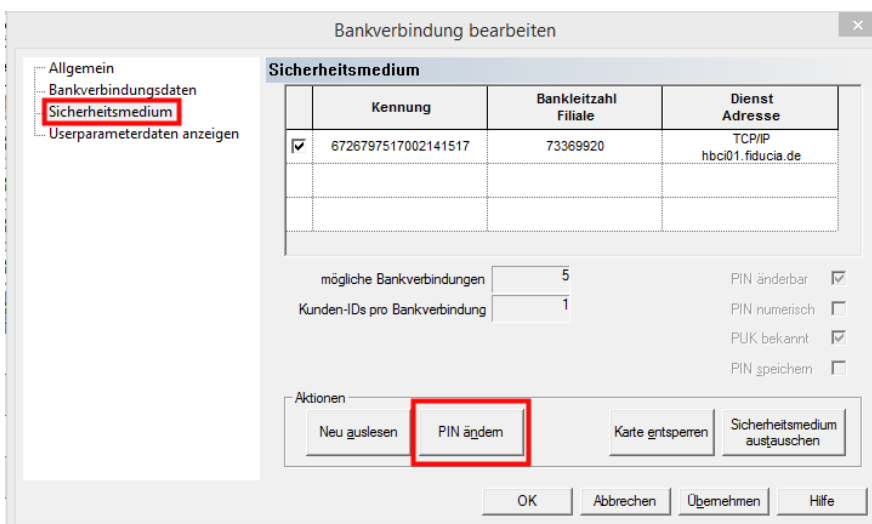 Bankverbindung bearbeiten
Allgemein
Bankverbindungsdaten
Sicherheitsmedium
Userparameterdaten anzeigen
Sicherheitsmedium
Kennung
Bankleitzahl
Filiale
Dienst
Adresse
6726797517002141517
73369920
TCP/IP
hbci01.fiducia.de
mögliche Bankverbindungen
5
PIN änderbar
Kunden-IDs pro Bankverbindung
1
PIN numerisch
PUK bekannt
PIN speichern
Aktionen
Neu auslesen
PIN ändern
Karte entsperren
Sicherheitsmedium
austauschen
OK
Abbrechen
Übernehmen
Hilfe